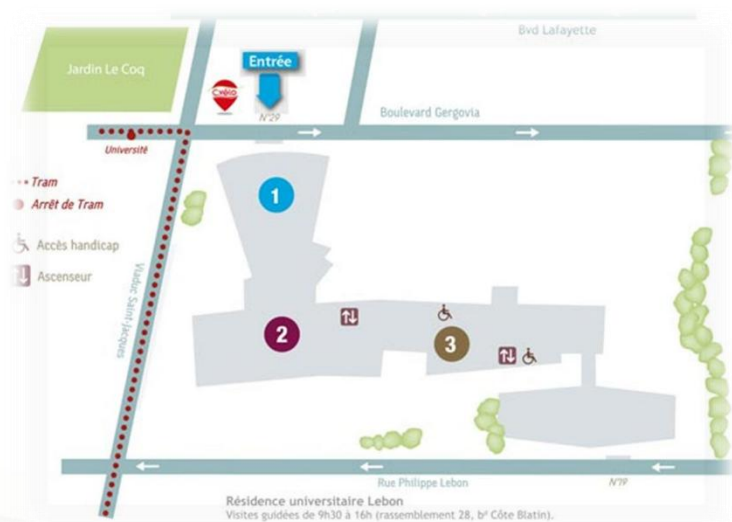 Bvd Lafayette
Jardin Le Coq
Entrée
C.vélo
N°29
Boulevard Gergovia
Université
Tram
Arrêt de Tram
Accès handicap
Ascenseur
Viaduc Saint-Jacques
1
2
3
Rue Philippe Lebon
N°19
Résidence universitaire Lebon
Visites guidées de 9h30 à 16h (rassemblement 28, bᵈ Côte Blatin).